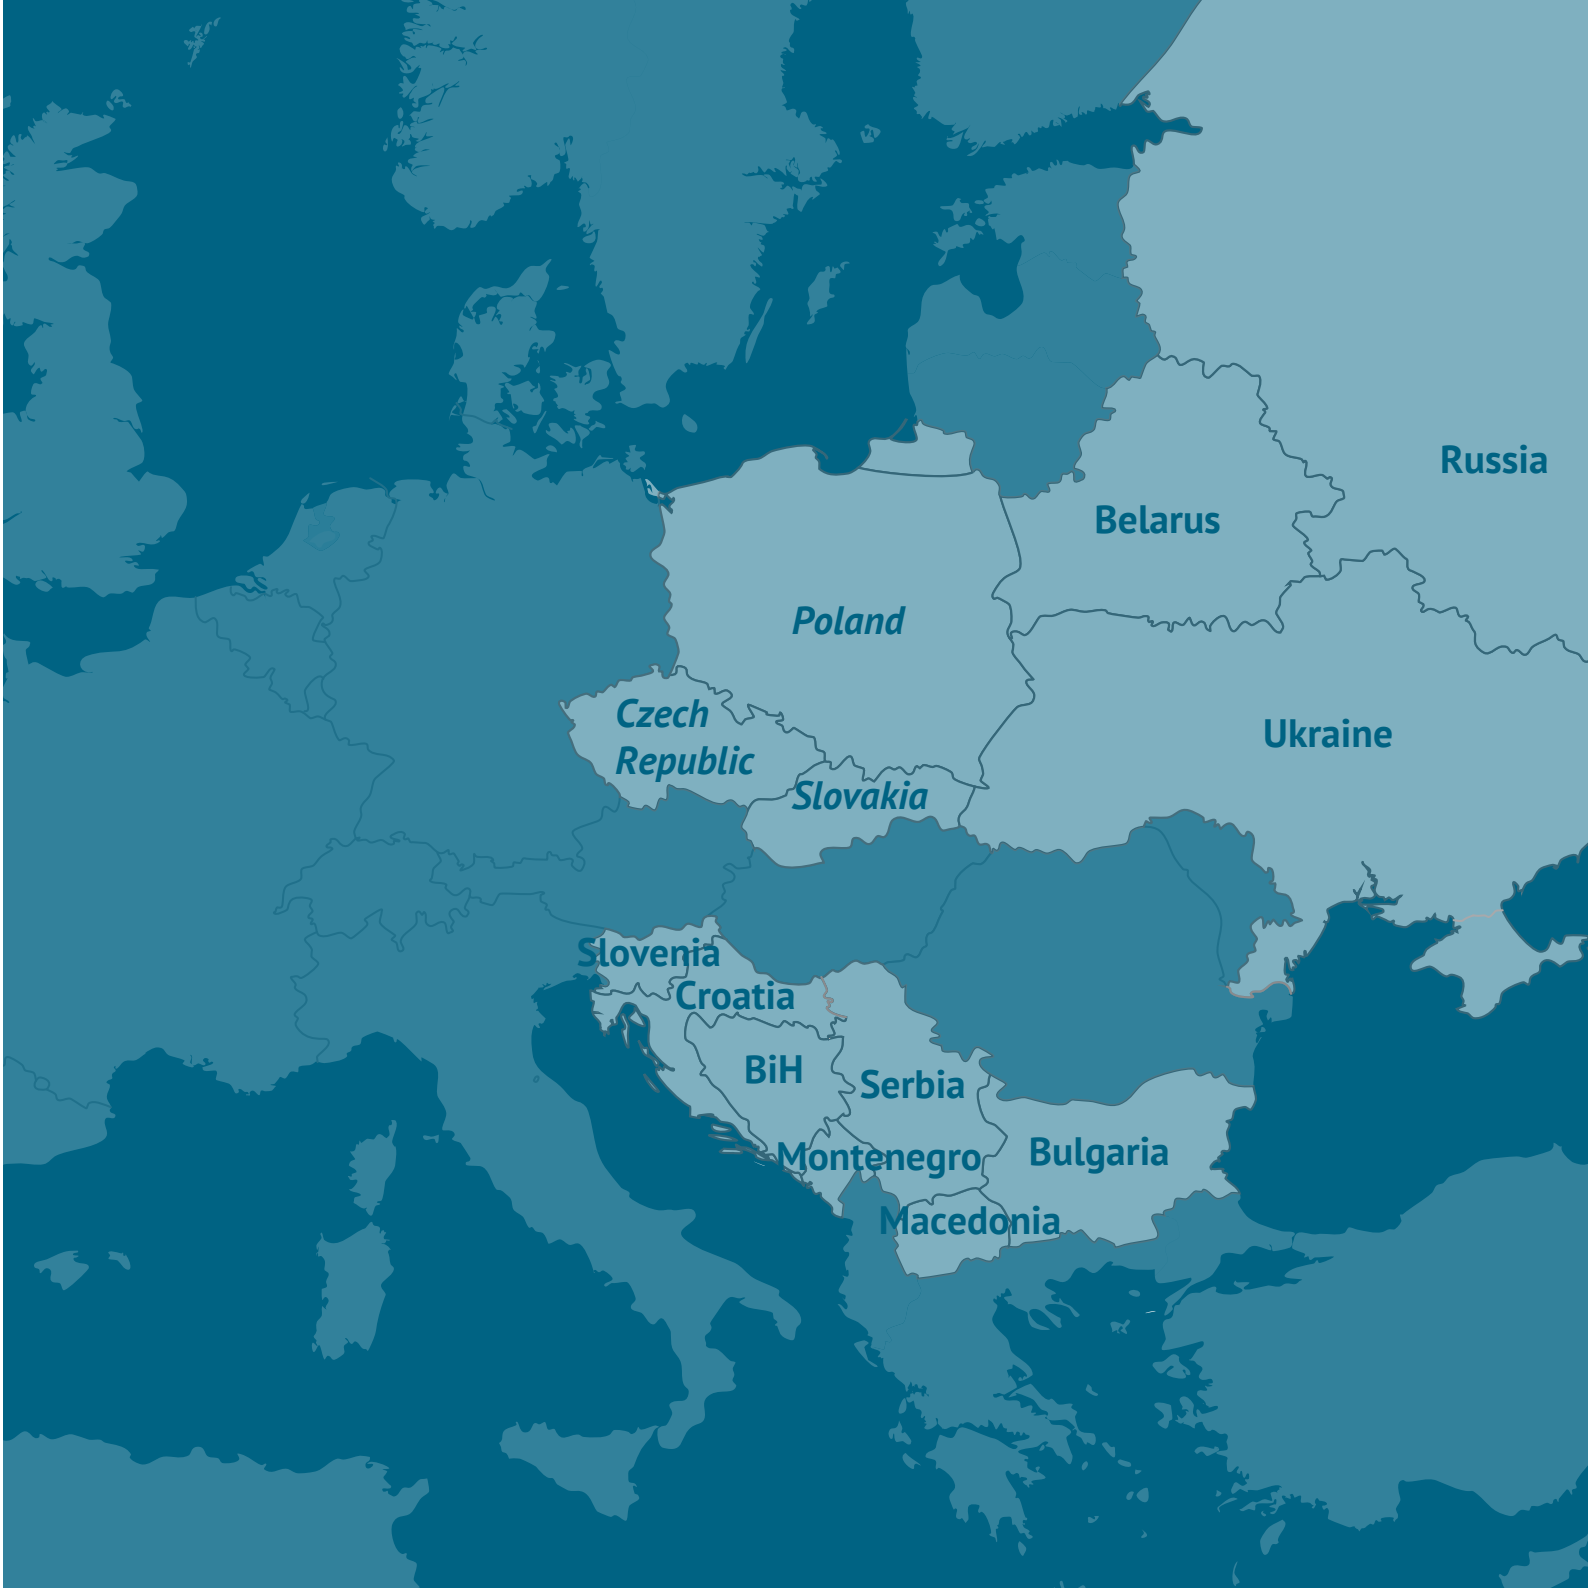 Russia
Belarus
Poland
Czech
Republic
Ukraine
Slovakia
Slovenia
Croatia
BiH
Serbia
Montenegro
Bulgaria
Macedonia